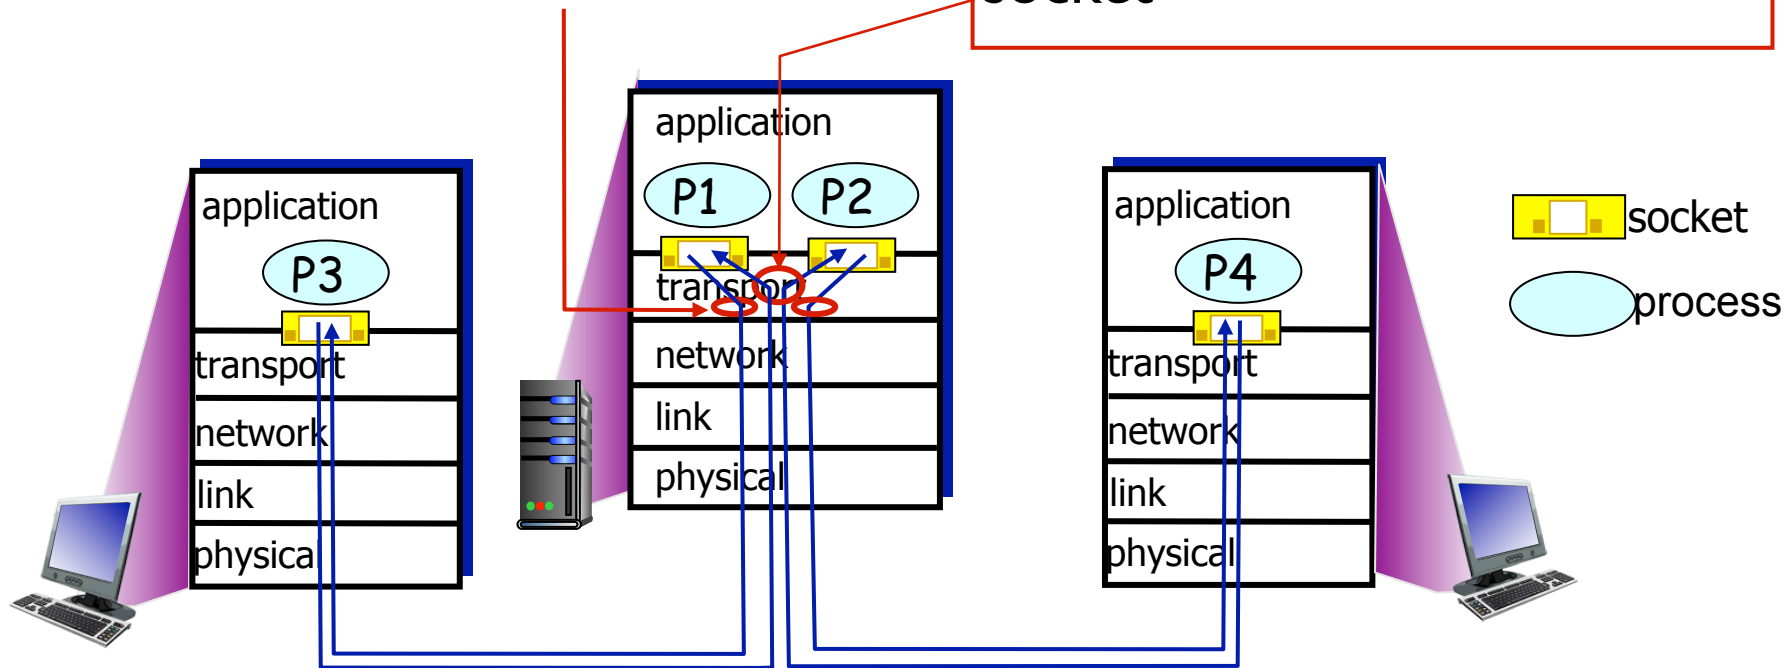 socket
application
P1
P2
transport
network
link
physical
application
P3
transport
network
link
physical
application
P4
transport
network
link
physical
socket
process